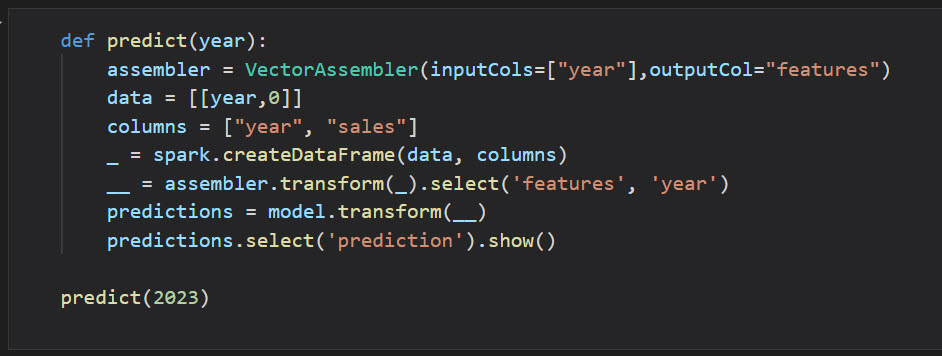 def predict(year):
    assembler = VectorAssembler(inputCols=["year"],outputCol="features")
    data = [[year,0]]
    columns = ["year", "sales"]
    _ = spark.createDataFrame(data, columns)
    __ = assembler.transform(_).select('features', 'year')
    predictions = model.transform(__)
    predictions.select('prediction').show()

predict(2023)